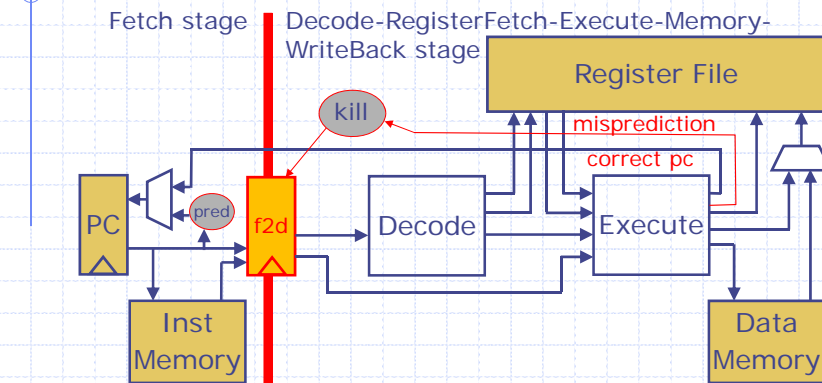 Fetch stage
Decode-RegisterFetch-Execute-Memory-
WriteBack stage
Register File
kill
misprediction
correct pc
PC
pred
f2d
Decode
Execute
Inst
Memory
Data
Memory